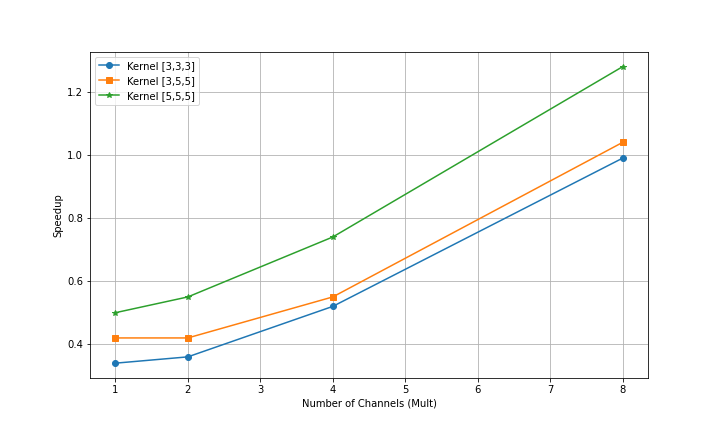 Kernel [3,3,3]
Kernel [3,5,5]
Kernel [5,5,5]
1.2
1.0
0.8
0.6
0.4
Speedup
1 2 3 4 5 6 7 8
Number of Channels (Mult)